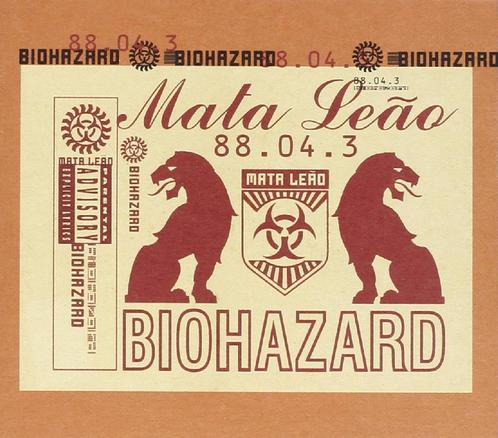 88.04.3
BIOHAZARD BIOHAZARD 88.04. BIOHAZARD
88.04.3
Mata Leão
88.04.3
MATA LEÃO
PARENTAL
ADVISORY
EXPLICIT LYRICS
BIOHAZARD
BIOHAZARD
MATA LEÃO
BIOHAZARD